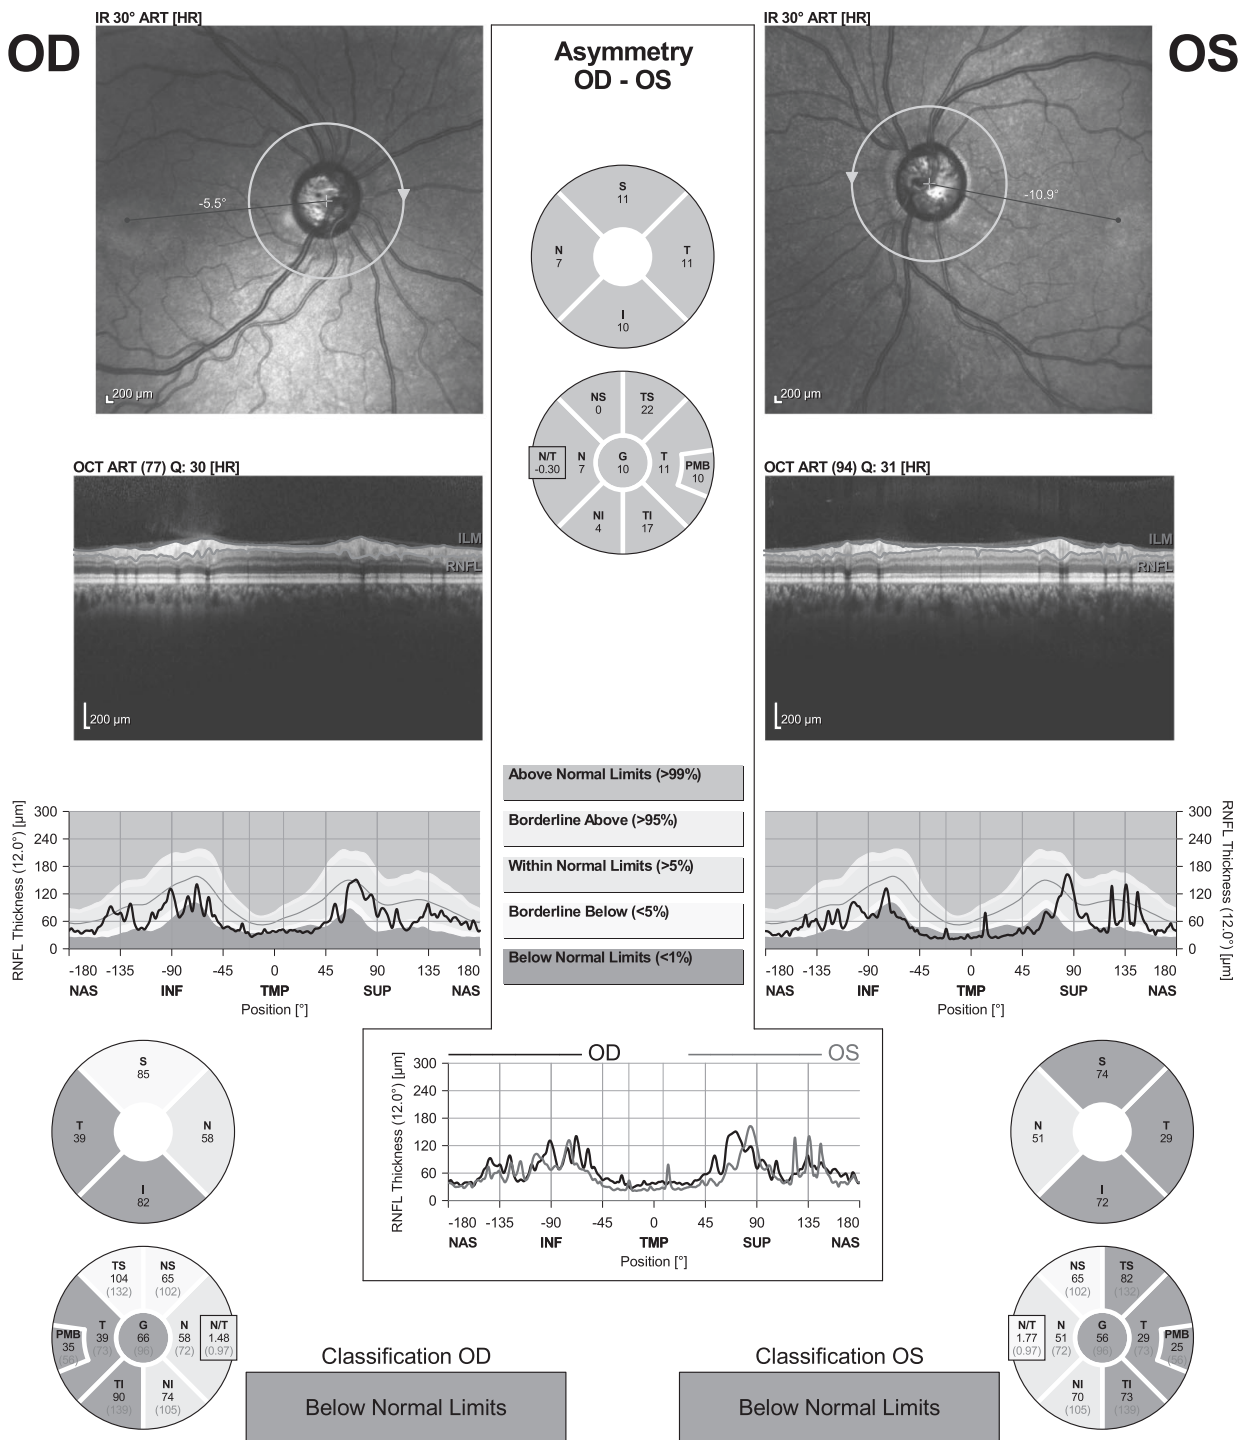 IR 30° ART [HR]
OD
-5.5°
200 µm
OCT ART (77) Q: 30 [HR]
ILM
RNFL
200 µm
Asymmetry
OD - OS
S
11
N
7
T
11
I
10
NS
0
TS
22
N/T
-0.30
N
7
G
10
T
11
PMB
10
NI
4
TI
17
IR 30° ART [HR]
OS
-10.9°
200 µm
OCT ART (94) Q: 31 [HR]
ILM
RNFL
200 µm
Above Normal Limits (>99%)
Borderline Above (>95%)
Within Normal Limits (>5%)
Borderline Below (<5%)
Below Normal Limits (<1%)
RNFL Thickness (12.0°) [µm]
300
240
180
120
60
0
-180 -135 -90 -45 0 45 90 135 180
NAS INF TMP SUP NAS
Position [°]
300
240
180
120
60
0
RNFL Thickness (12.0°) [µm]
-180 -135 -90 -45 0 45 90 135 180
NAS INF TMP SUP NAS
Position [°]
S
85
T
39
N
58
I
82
OD OS
RNFL Thickness (12.0°) [µm]
300
240
180
120
60
0
-180 -135 -90 -45 0 45 90 135 180
NAS INF TMP SUP NAS
Position [°]
S
74
N
51
T
29
I
72
TS
104
(132)
NS
65
(102)
PMB
35
(56)
T
39
(73)
G
66
(96)
N
58
(72)
N/T
1.48
(0.97)
TI
90
(139)
NI
74
(105)
Classification OD
Below Normal Limits
Classification OS
Below Normal Limits
NS
65
(102)
TS
82
(132)
N/T
1.77
(0.97)
N
51
(72)
G
56
(96)
T
29
(73)
PMB
25
(56)
NI
70
(105)
TI
73
(139)